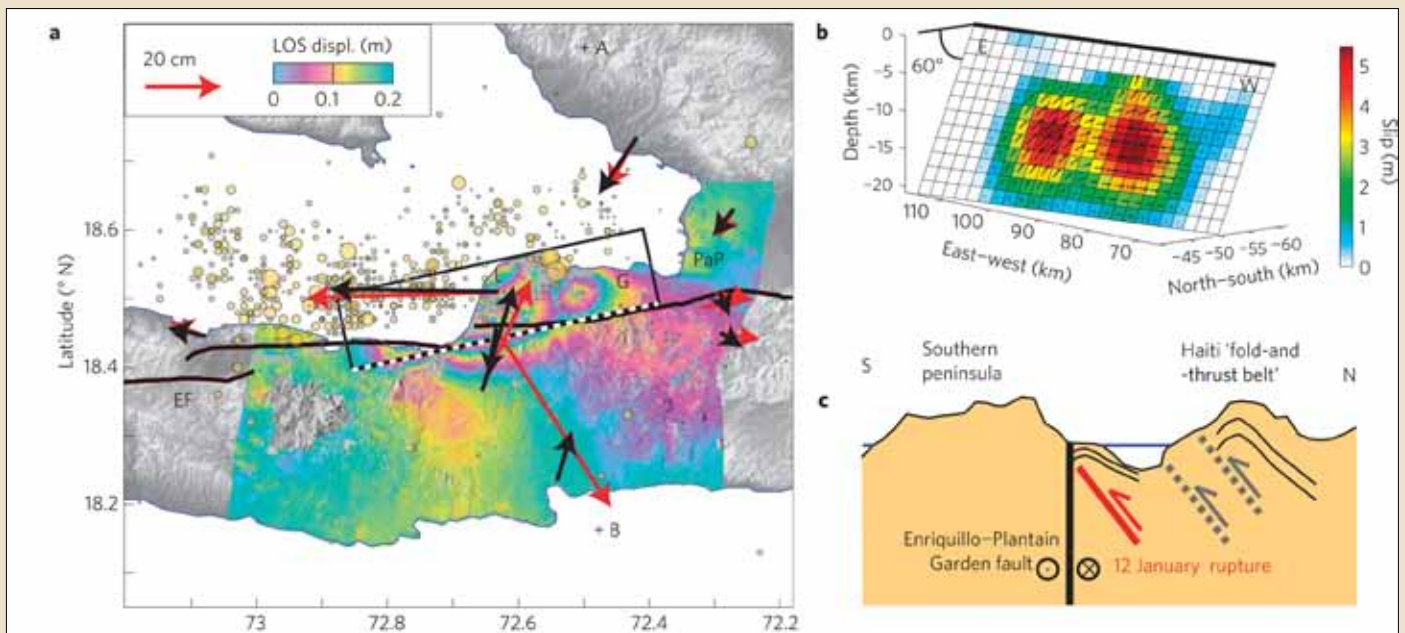 a
20 cm
LOS displ. (m)
0 0.1 0.2
+ A
18.6
18.4
18.2
Latitude (° N)
PaP
L
G
EF
+ B
73 72.8 72.6 72.4 72.2
b
0
-5
-10
-15
-20
Depth (km)
60°
E
W
110 100 90 80 70
East–west (km)
-45 -50 -55 -60
North–south (km)
5
4
3
2
1
0
Slip (m)
c
S
Southern
peninsula
Haiti 'fold-and
-thrust belt'
N
Enriquillo–Plantain
Garden fault
12 January rupture